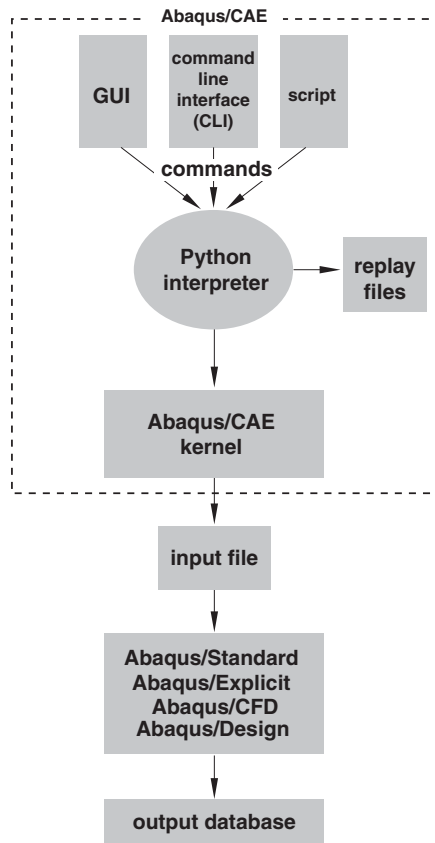 Abaqus/CAE
GUI
command
line
interface
(CLI)
script
commands
Python
interpreter
replay
files
Abaqus/CAE
kernel
input file
Abaqus/Standard
Abaqus/Explicit
Abaqus/CFD
Abaqus/Design
output database